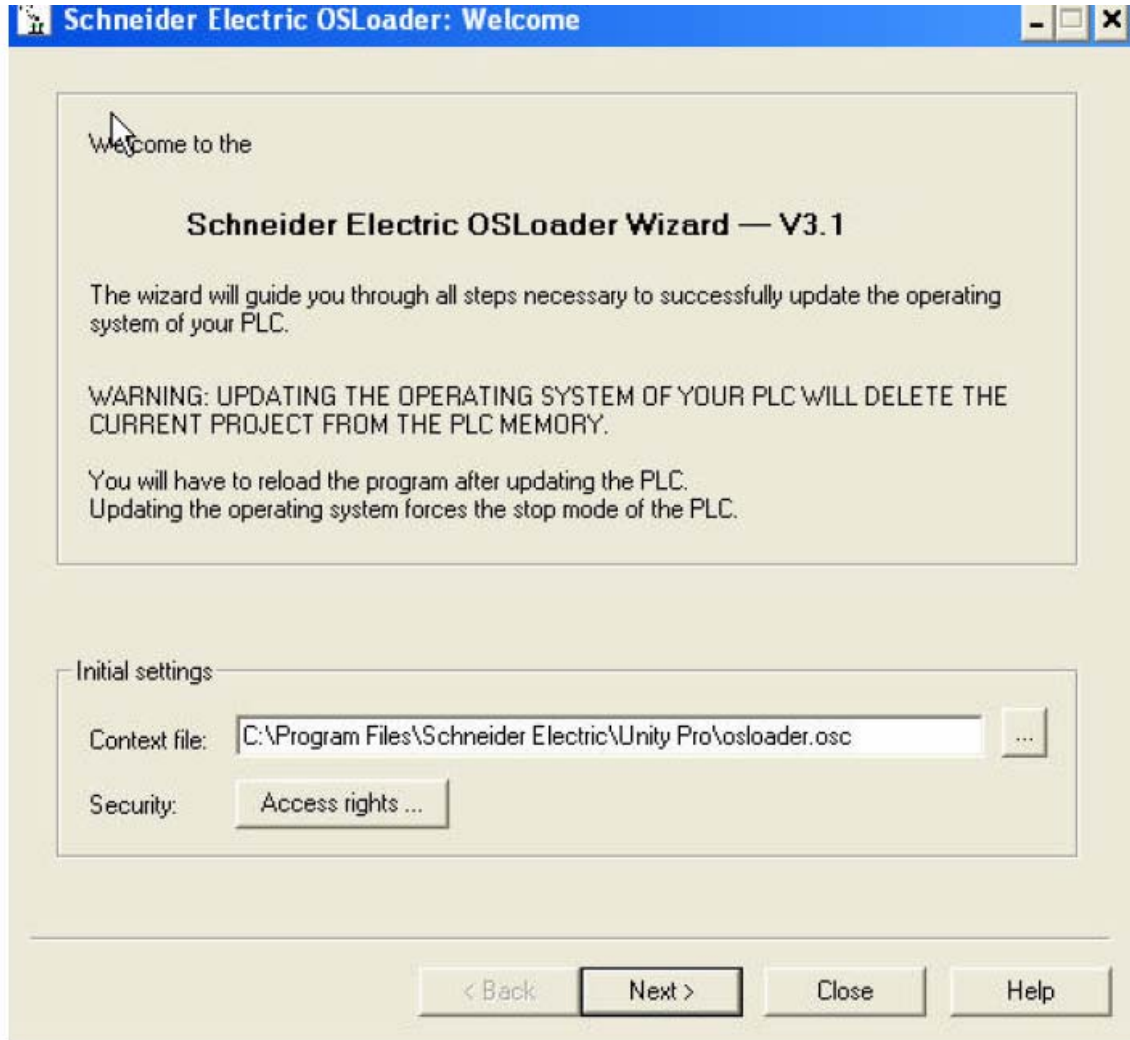 Schneider Electric OSLoader: Welcome
Welcome to the
Schneider Electric OSLoader Wizard — V3.1
The wizard will guide you through all steps necessary to successfully update the operating
system of your PLC.
WARNING: UPDATING THE OPERATING SYSTEM OF YOUR PLC WILL DELETE THE
CURRENT PROJECT FROM THE PLC MEMORY.
You will have to reload the program after updating the PLC.
Updating the operating system forces the stop mode of the PLC.
Initial settings
Context file: C:\Program Files\Schneider Electric\Unity Pro\osloader.osc ...
Security: Access rights ...
< Back Next > Close Help